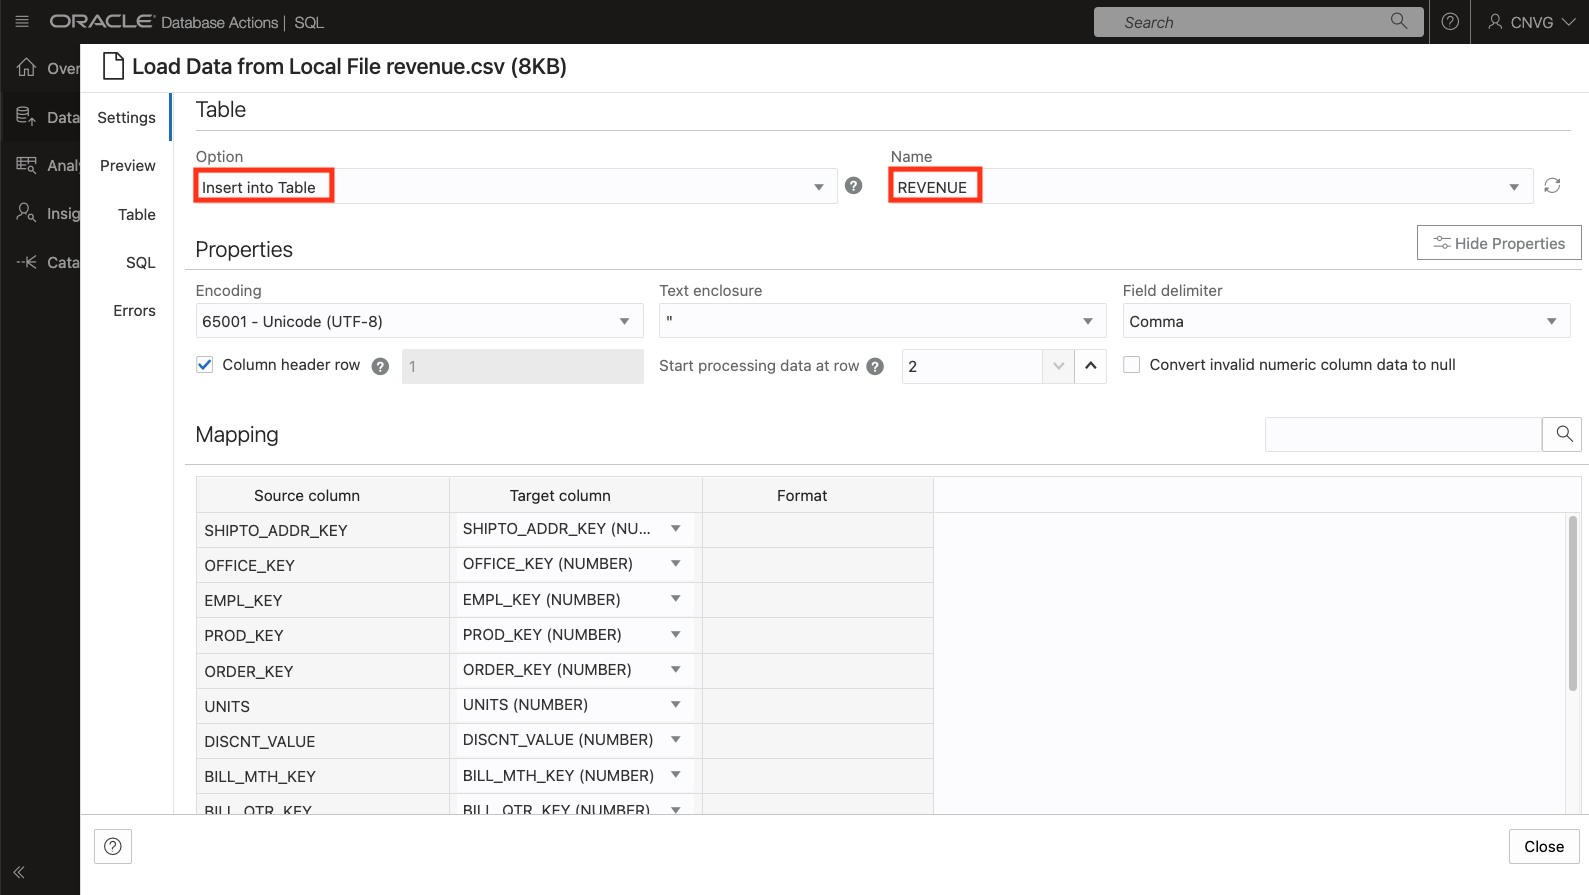 ORACLE Database Actions | SQL
Search
CNVG
Load Data from Local File revenue.csv (8KB)
Over
Data
Analy
Insig
Cata
Settings
Preview
Table
SQL
Errors
Table
Option
Name
Insert into Table
REVENUE
Properties
Hide Properties
Encoding
Text enclosure
Field delimiter
65001 - Unicode (UTF-8)
"
Comma
Column header row ? 1
Start processing data at row ? 2
Convert invalid numeric column data to null
Mapping
Source column Target column Format
SHIPTO_ADDR_KEY SHIPTO_ADDR_KEY (NU...
OFFICE_KEY OFFICE_KEY (NUMBER)
EMPL_KEY EMPL_KEY (NUMBER)
PROD_KEY PROD_KEY (NUMBER)
ORDER_KEY ORDER_KEY (NUMBER)
UNITS UNITS (NUMBER)
DISCNT_VALUE DISCNT_VALUE (NUMBER)
BILL_MTH_KEY BILL_MTH_KEY (NUMBER)
BILL_QTR_KEY BILL_QTR_KEY (NUMBER)
Close